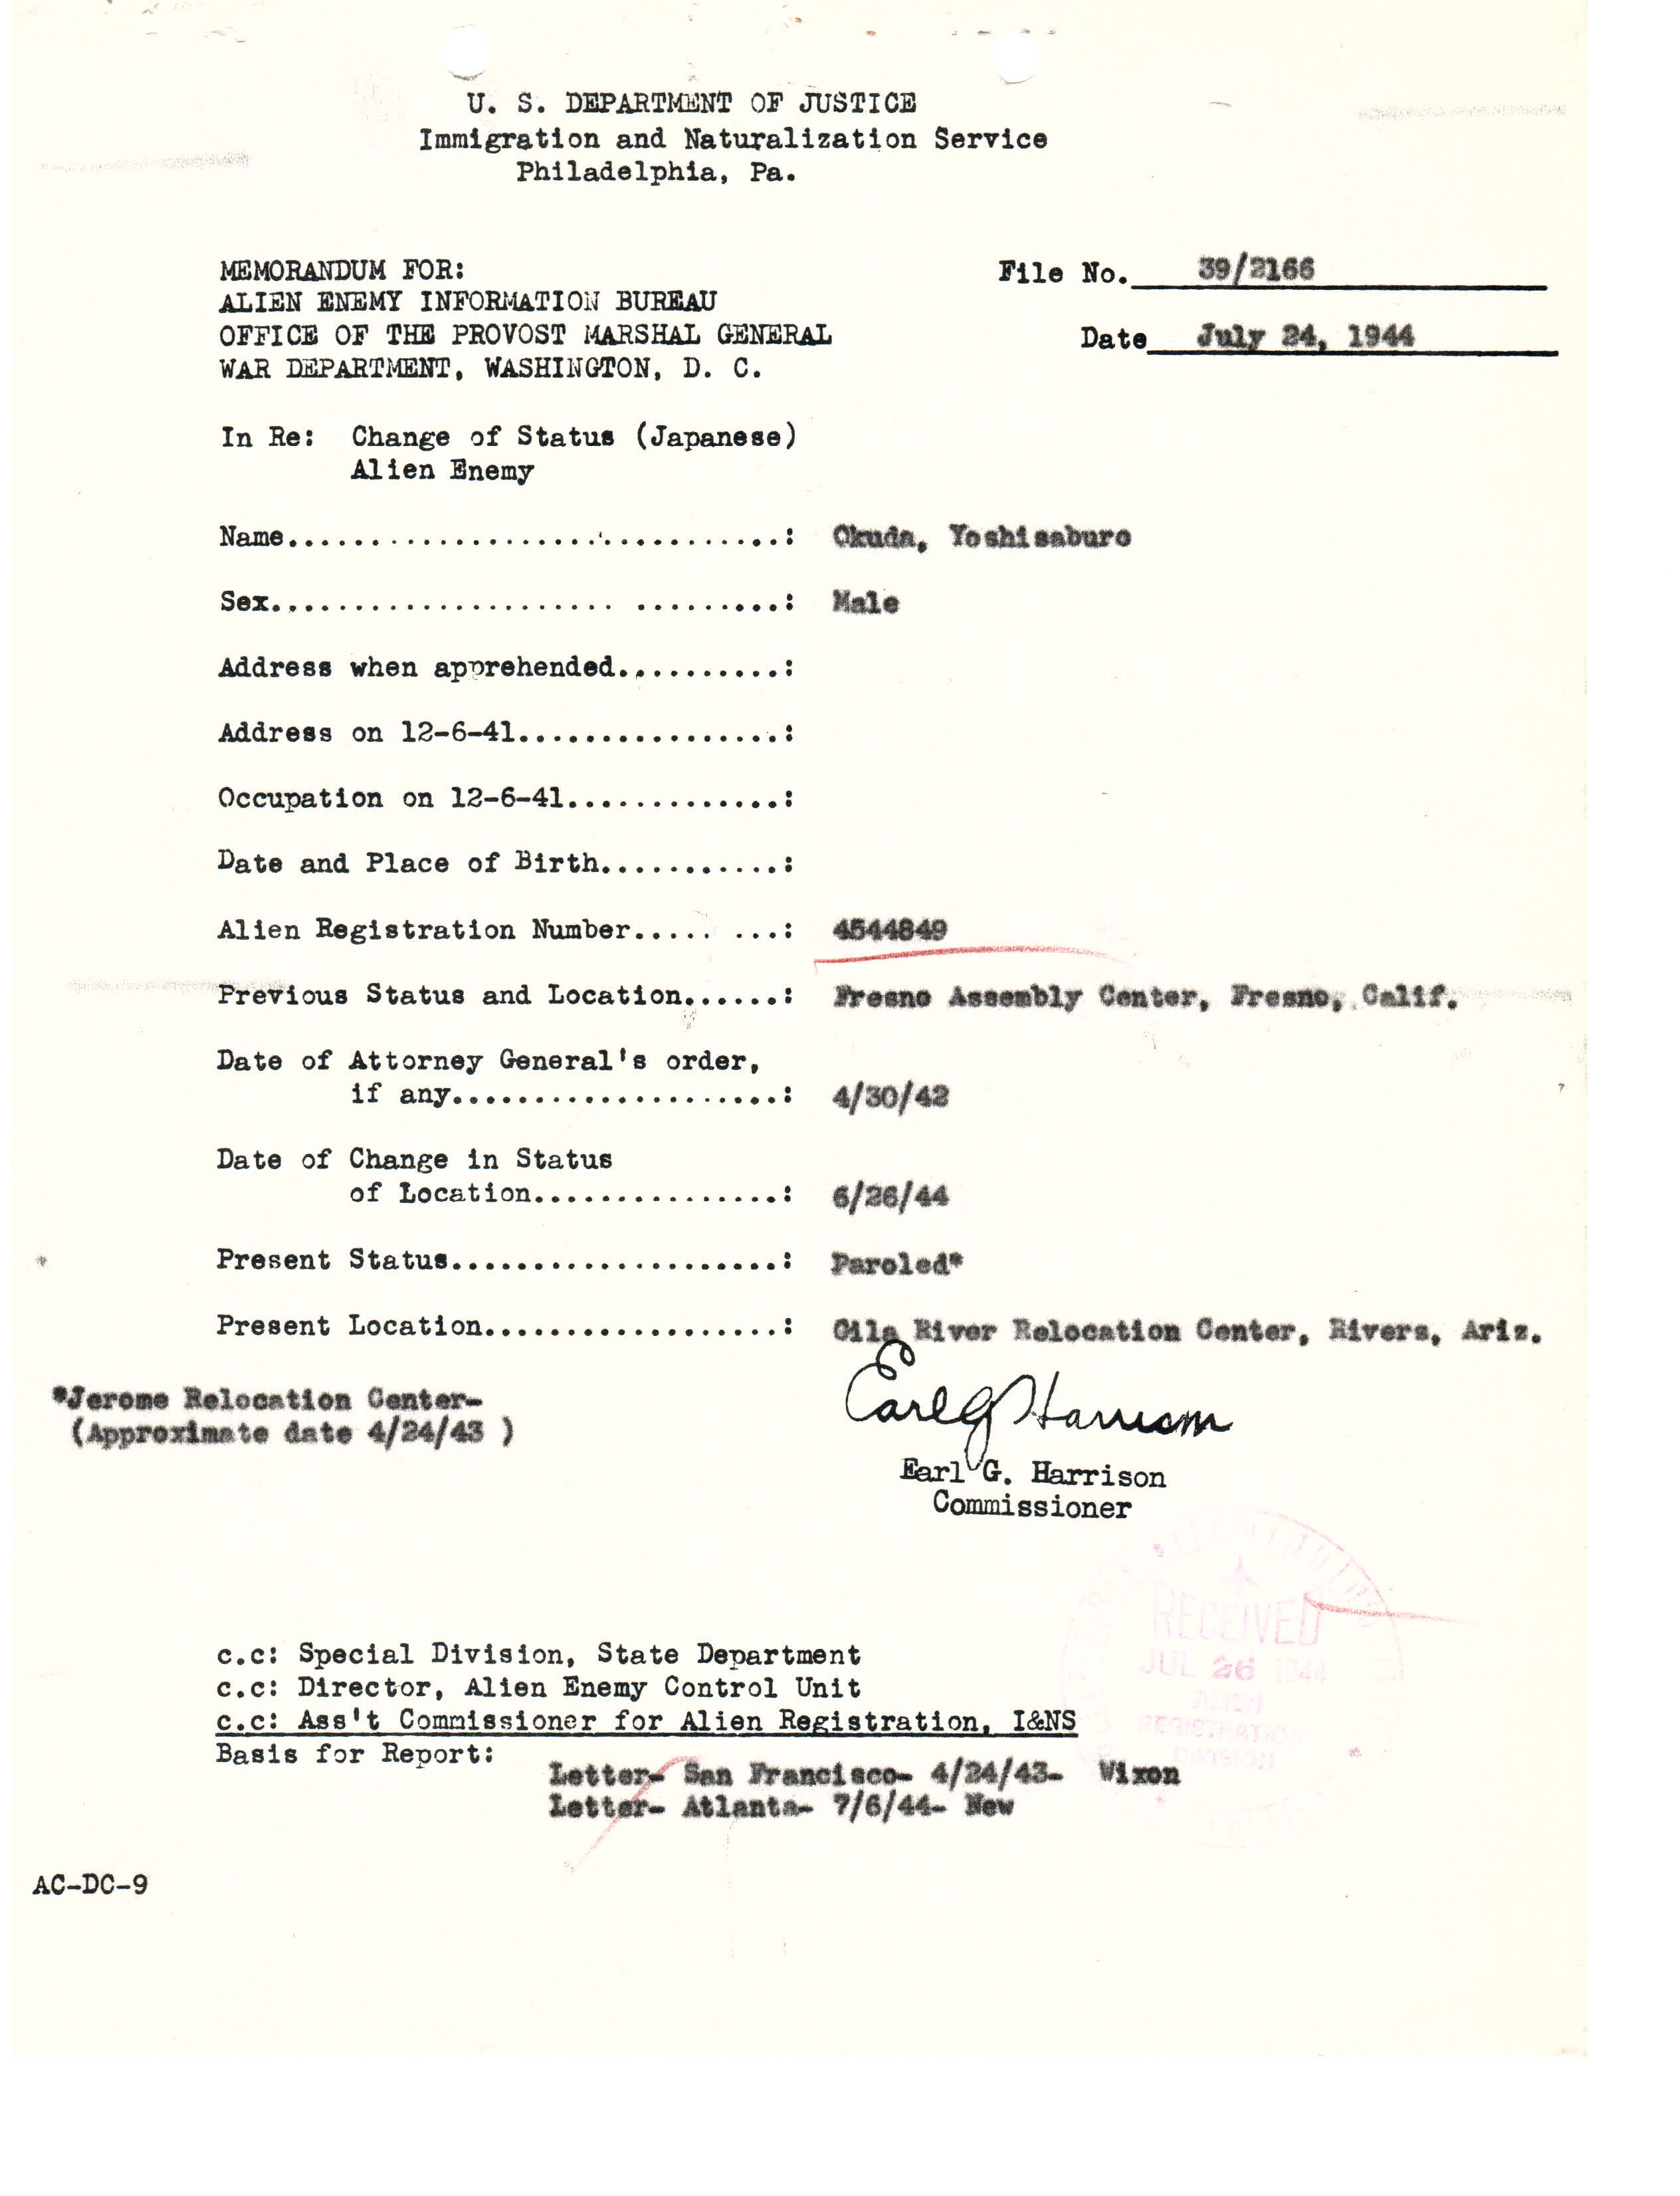 U. S. DEPARTMENT OF JUSTICE
Immigration and Naturalization Service
Philadelphia, Pa.
MEMORANDUM FOR:
ALIEN ENEMY INFORMATION BUREAU
OFFICE OF THE PROVOST MARSHAL GENERAL
WAR DEPARTMENT, WASHINGTON, D. C.
File No. 39/2166
Date July 24, 1944
In Re: Change of Status (Japanese)
Alien Enemy
Name..............................: Okuda, Yoshisaburo
Sex..................... .........: Male
Address when apprehended..........:
Address on 12-6-41................:
Occupation on 12-6-41.............:
Date and Place of Birth...........:
Alien Registration Number..... ...: 4544849
Previous Status and Location......: Fresno Assembly Center, Fresno, Calif.
Date of Attorney General's order,
if any....................: 4/30/42
Date of Change in Status
of Location...............: 6/26/44
Present Status....................: Paroled*
Present Location..................: Gila River Relocation Center, Rivers, Ariz.
*Jerome Relocation Center-
(Approximate date 4/24/43 )
Earl G Harrison
Earl G. Harrison
Commissioner
c.c: Special Division, State Department
c.c: Director, Alien Enemy Control Unit
c.c: Ass't Commissioner for Alien Registration, I&NS
Basis for Report:
Letter- San Francisco- 4/24/43- Wixon
Letter- Atlanta- 7/6/44- New
RECEIVED
JUL 26 1944
ALIEN
REGISTRATION
DIVISION
AC-DC-9